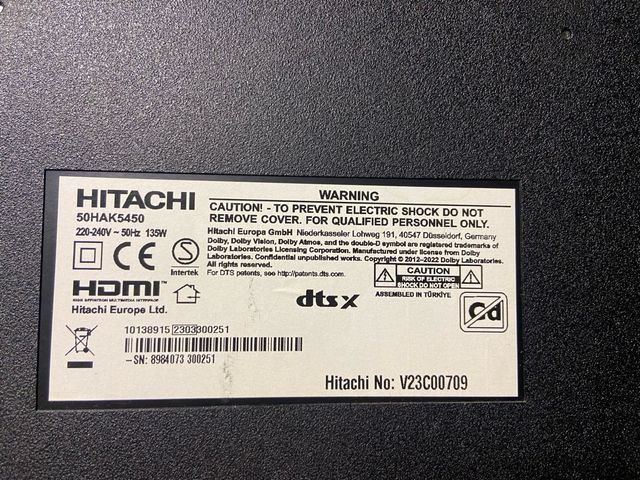 HITACHI
50HAK5450
220-240V ~ 50Hz 135W
CE
S
Intertek
HDMI
HIGH DEFINITION MULTIMEDIA INTERFACE
Hitachi Europe Ltd.
WARNING
CAUTION! - TO PREVENT ELECTRIC SHOCK DO NOT
REMOVE COVER. FOR QUALIFIED PERSONNEL ONLY.
Hitachi Europa GmbH Niederkasseler Lohweg 191, 40547 Düsseldorf, Germany
Dolby, Dolby Vision, Dolby Atmos, and the double-D symbol are registered trademarks of
Dolby Laboratories Licensing Corporation. Manufactured under license from Dolby
Laboratories. Confidential unpublished works. Copyright © 2012-2022 Dolby Laboratories.
All rights reserved.
For DTS patents, see http://patents.dts.com.
dts x
CAUTION
RISK OF ELECTRIC
SHOCK DO NOT OPEN
ASSEMBLED IN TÜRKİYE
Cd
10138915 2303 300251
-SN: 8984073 300251
Hitachi No: V23C00709